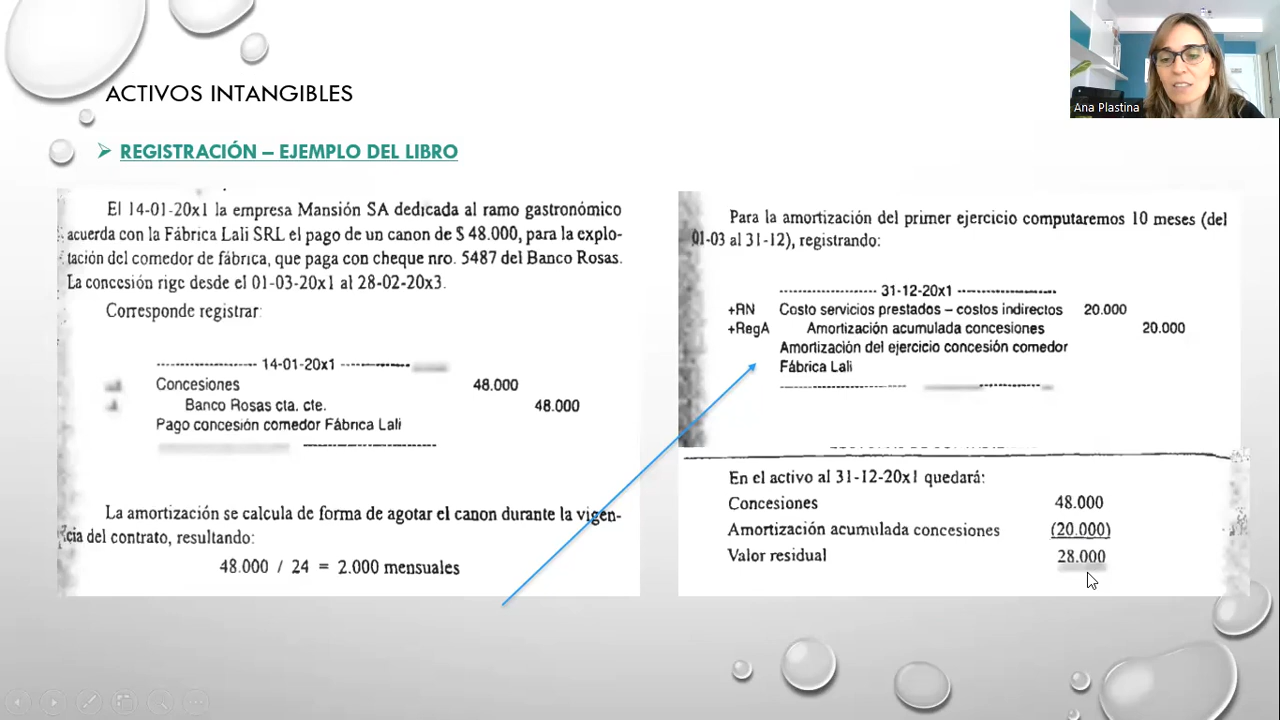 Ana Plastina
ACTIVOS INTANGIBLES
REGISTRACIÓN – EJEMPLO DEL LIBRO
El 14-01-20x1 la empresa Mansión SA dedicada al ramo gastronómico
acuerda con la Fábrica Lali SRL el pago de un canon de $ 48.000, para la explo-
tación del comedor de fábrica, que paga con cheque nro. 5487 del Banco Rosas.
La concesión rige desde el 01-03-20x1 al 28-02-20x3.
Corresponde registrar:
14-01-20x1
Concesiones 48.000
Banco Rosas cta. cte. 48.000
Pago concesión comedor Fábrica Lali
La amortización se calcula de forma de agotar el canon durante la vigen-
cia del contrato, resultando:
48.000 / 24 = 2.000 mensuales
Para la amortización del primer ejercicio computaremos 10 meses (del
01-03 al 31-12), registrando:
31-12-20x1
+RN Costo servicios prestados – costos indirectos 20.000
+RegA Amortización acumulada concesiones 20.000
Amortización del ejercicio concesión comedor
Fábrica Lali
En el activo al 31-12-20x1 quedará:
Concesiones 48.000
Amortización acumulada concesiones (20.000)
Valor residual 28.000